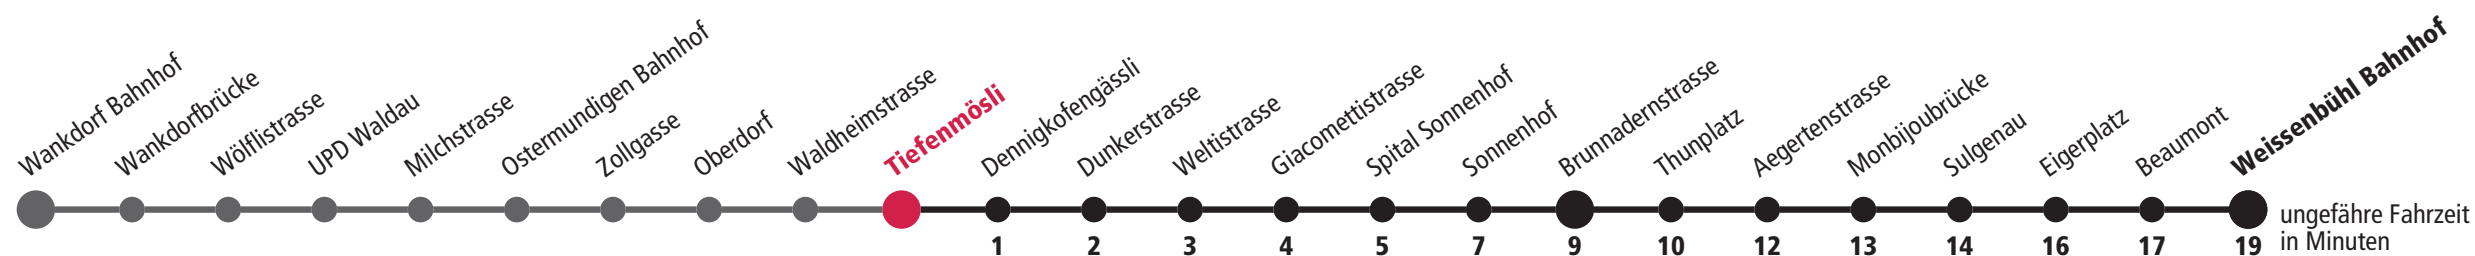 Wankdorf Bahnhof
Wankdorfbrücke
Wölflistrasse
UPD Waldau
Milchstrasse
Ostermundigen Bahnhof
Zollgasse
Oberdorf
Waldheimstrasse
Tiefenmösli
Dennigkofengässli
Dunkerstrasse
Weltistrasse
Giacomettistrasse
Spital Sonnenhof
Sonnenhof
Brunnadernstrasse
Thunplatz
Aegertenstrasse
Monbijoubrücke
Sulgenau
Eigerplatz
Beaumont
Weissenbühl Bahnhof
1 2 3 4 5 7 9 10 12 13 14 16 17 19
ungefähre Fahrzeit
in Minuten